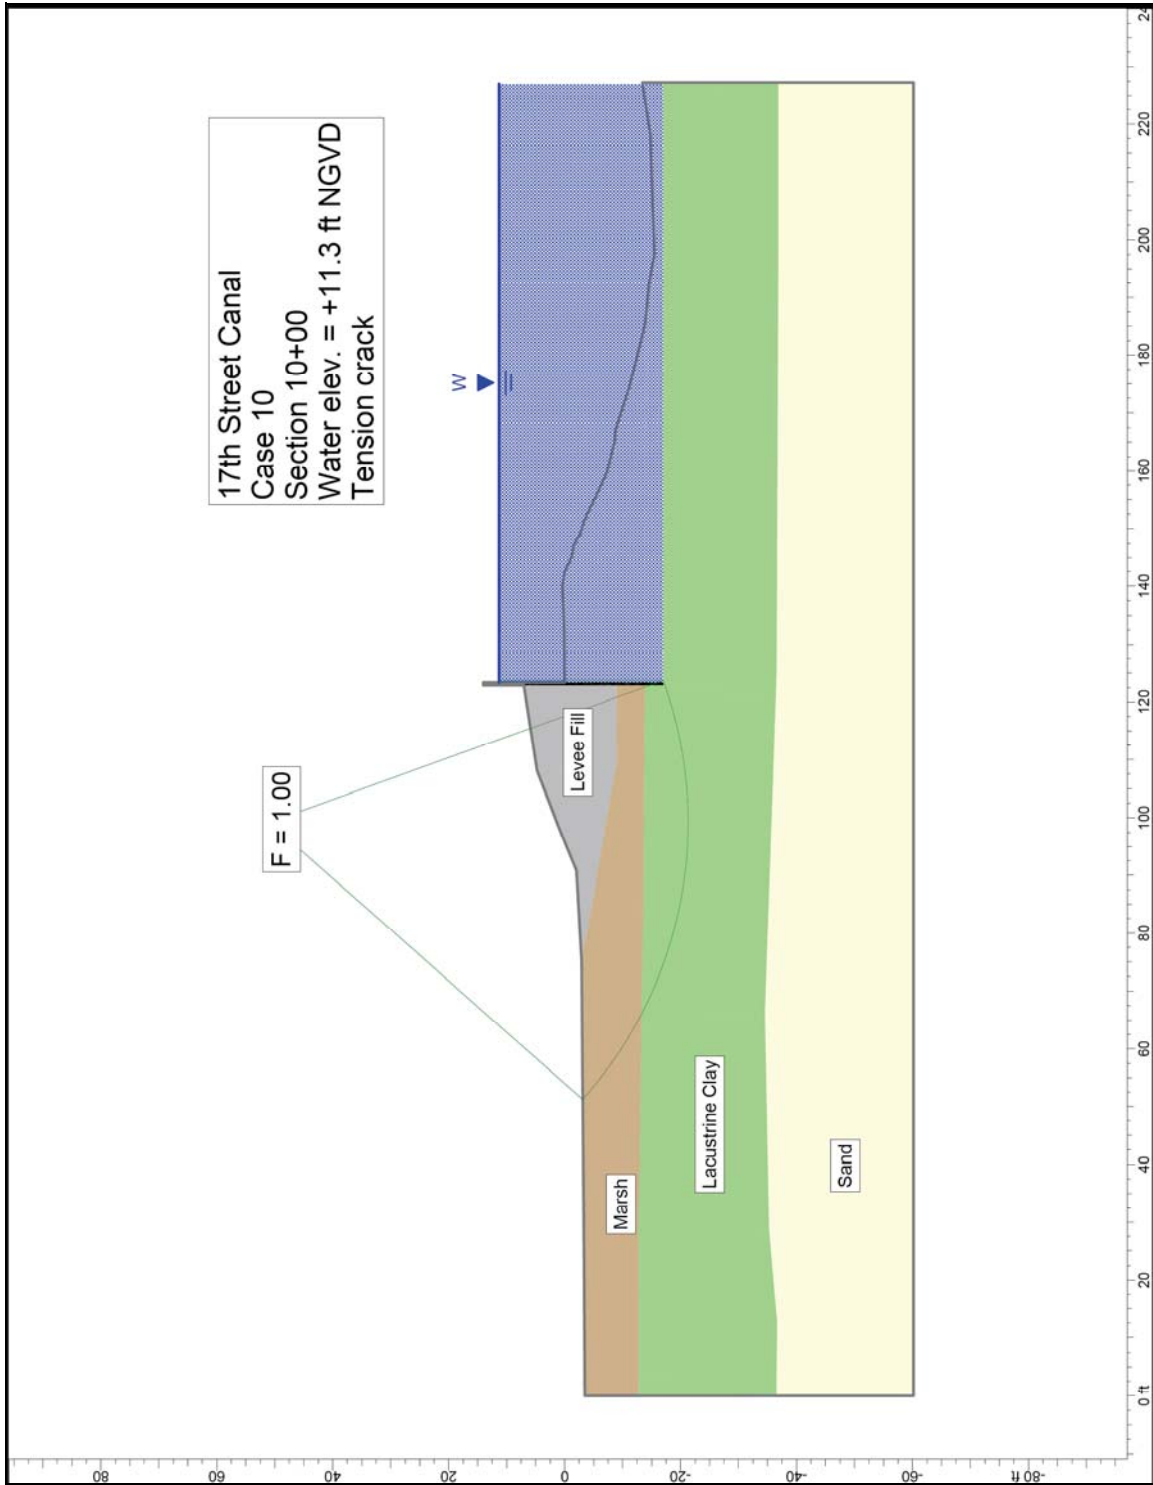 17th Street Canal
Case 10
Section 10+00
Water elev. = +11.3 ft NGVD
Tension crack
F = 1.00
W
Levee Fill
Marsh
Lacustrine Clay
Sand
80
60
40
20
0
-20
-40
-60
-80 ft
0 ft
20
40
60
80
100
120
140
160
180
200
220